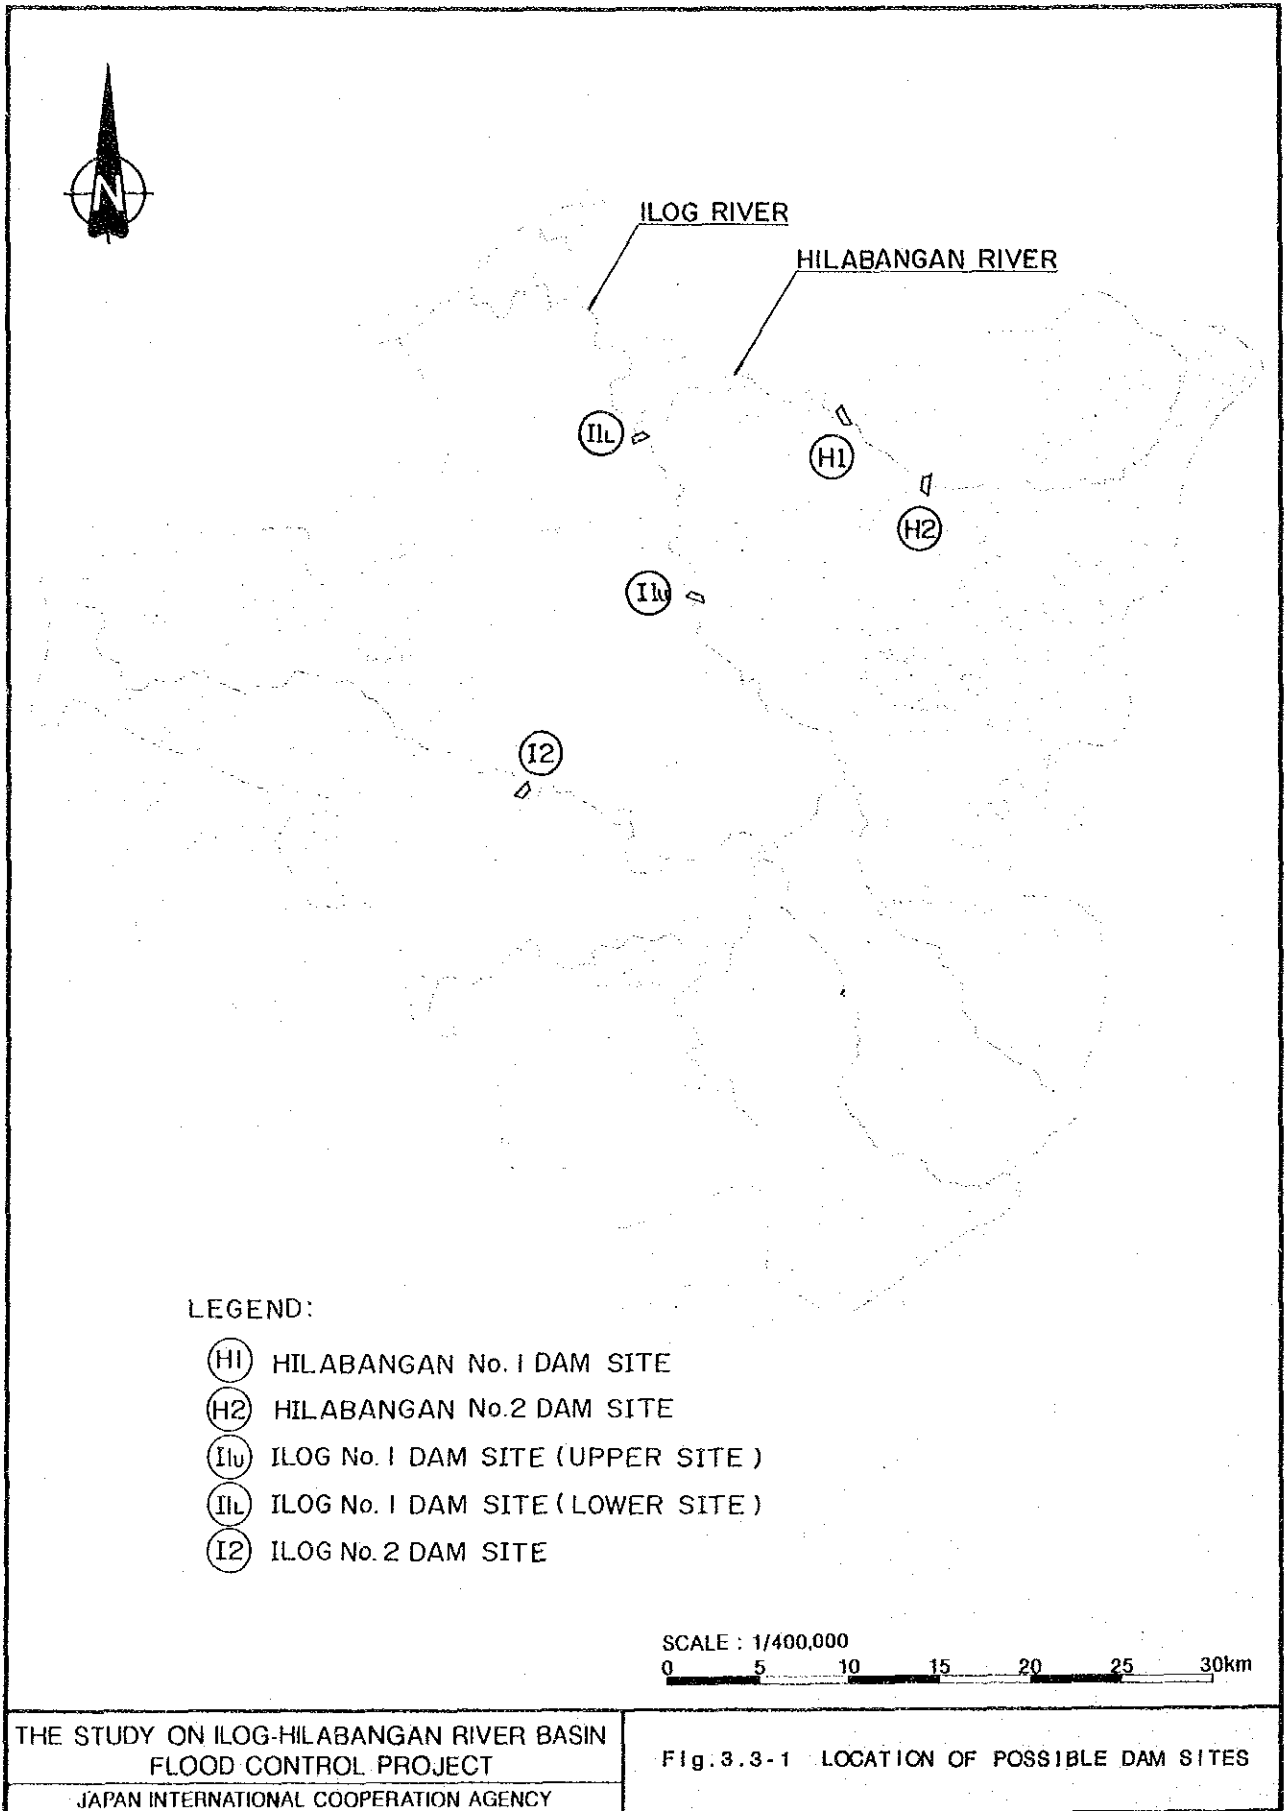 N
ILOG RIVER
HILABANGAN RIVER
I1L
H1
H2
I1u
I2
LEGEND:
H1 HILABANGAN No. 1 DAM SITE
H2 HILABANGAN No. 2 DAM SITE
I1u ILOG No. 1 DAM SITE (UPPER SITE)
I1L ILOG No. 1 DAM SITE (LOWER SITE)
I2 ILOG No. 2 DAM SITE
SCALE : 1/400,000
0 5 10 15 20 25 30km
THE STUDY ON ILOG-HILABANGAN RIVER BASIN
FLOOD CONTROL PROJECT
JAPAN INTERNATIONAL COOPERATION AGENCY
Fig.3.3-1 LOCATION OF POSSIBLE DAM SITES